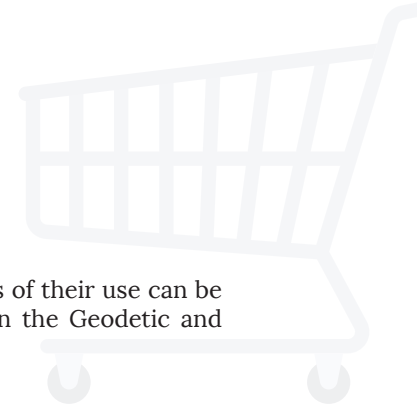 s of their use can be
n the Geodetic and